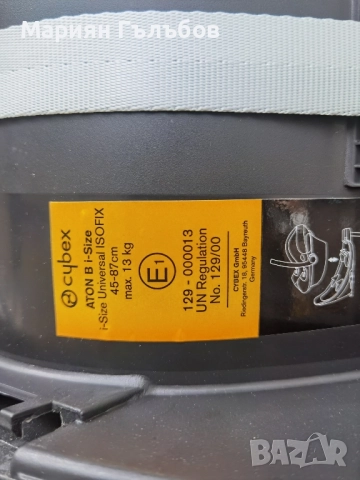 Мариян Гълъбов
cybex
ATON B i-Size
i-Size Universal ISOFIX
45-87cm
max. 13 kg
E1
129 - 000013
UN Regulation
No. 129/00
CYBEX GmbH
Riedingerstr. 18, 95448 Bayreuth
Germany
BAZAR